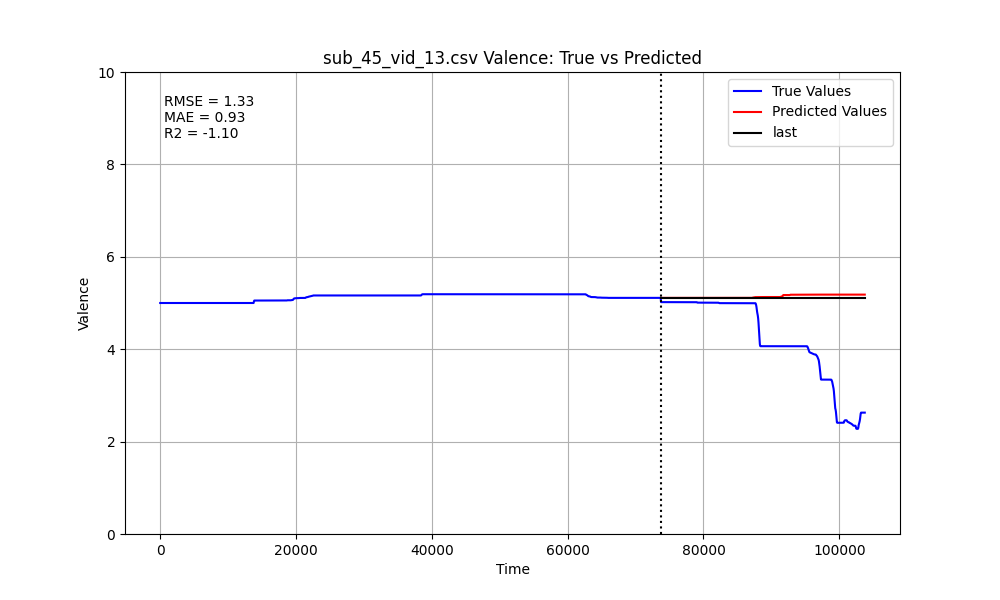 sub_45_vid_13.csv Valence: True vs Predicted
RMSE = 1.33
MAE = 0.93
R2 = -1.10
True Values
Predicted Values
last
10
8
6
4
2
0
Valence
0
20000
40000
60000
80000
100000
Time